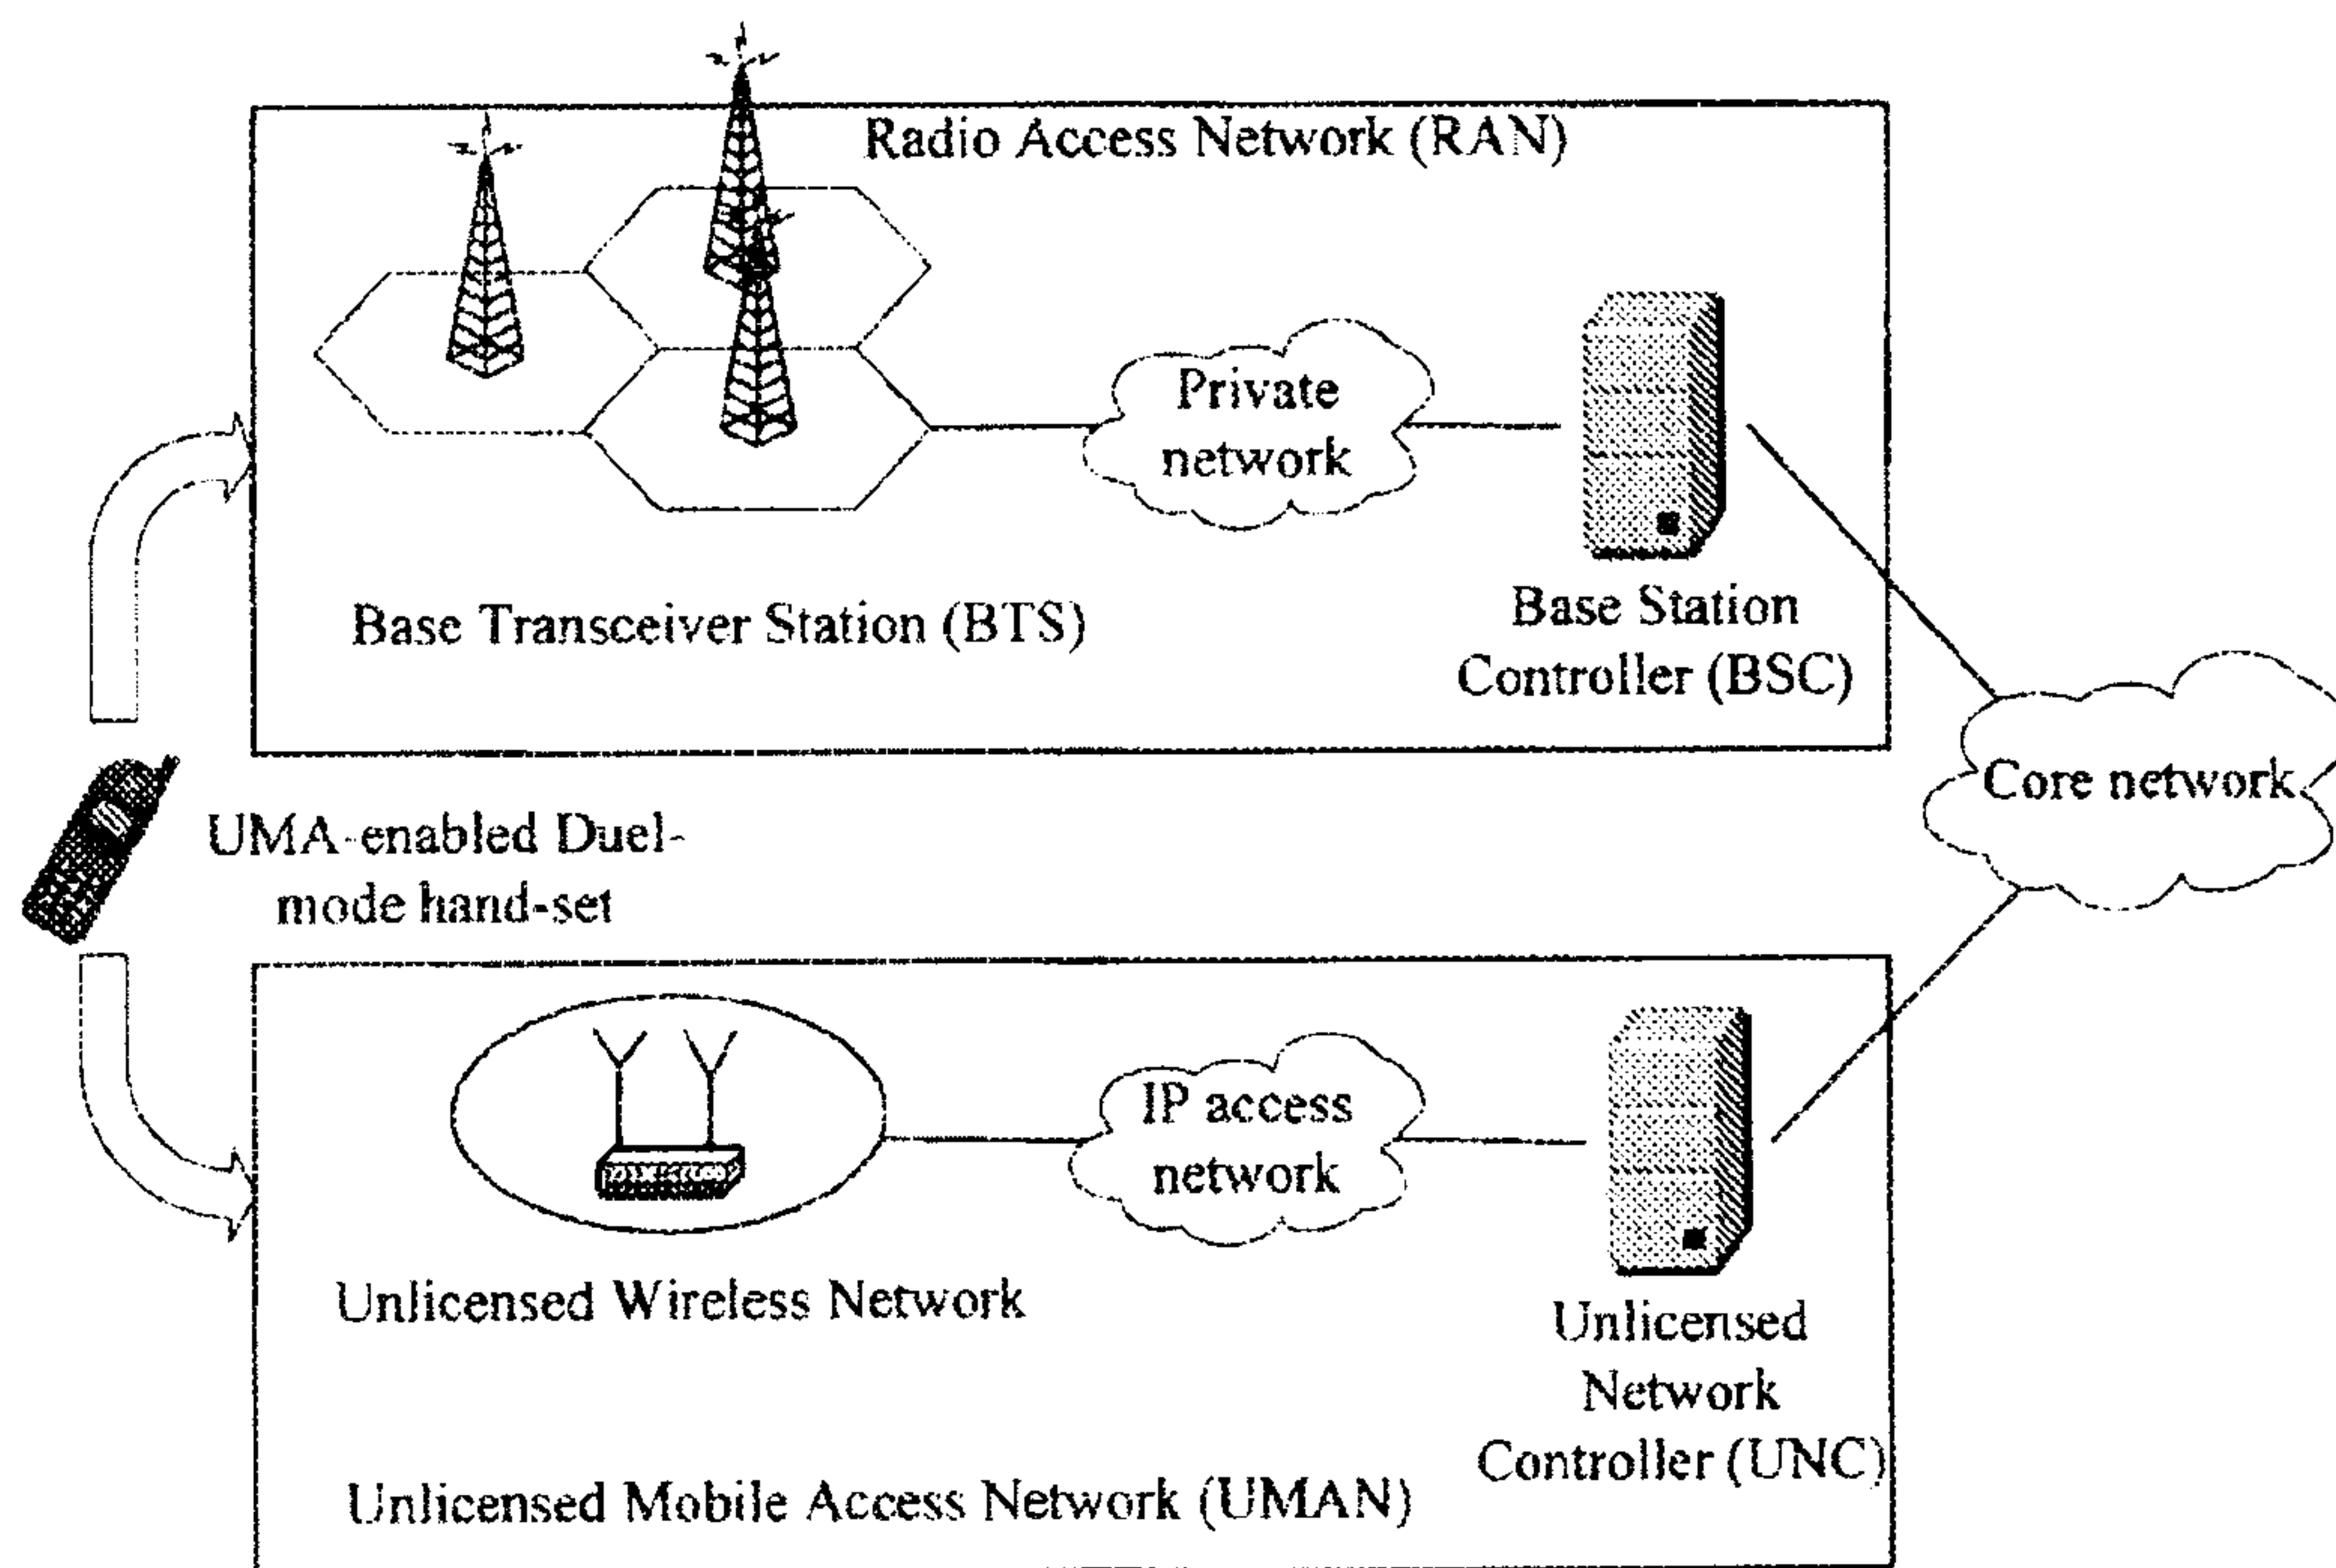 Radio Access Network (RAN)
Private
network
Base Transceiver Station (BTS)
Base Station
Controller (BSC)
Core network
UMA-enabled Duel-
mode hand-set
IP access
network
Unlicensed Wireless Network
Unlicensed
Network
Controller (UNC)
Unlicensed Mobile Access Network (UMAN)